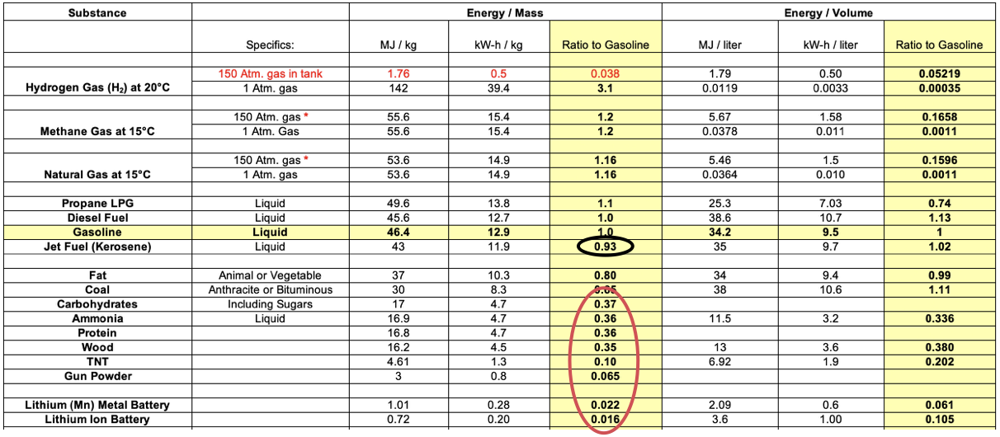 Substance Energy / Mass Energy / Volume
Specifics: MJ / kg kW-h / kg Ratio to Gasoline MJ / liter kW-h / liter Ratio to Gasoline
150 Atm. gas in tank 1.76 0.5 0.038 1.79 0.50 0.05219
Hydrogen Gas (H₂) at 20°C 1 Atm. gas 142 39.4 3.1 0.0119 0.0033 0.00035
150 Atm. gas * 55.6 15.4 1.2 5.67 1.58 0.1658
Methane Gas at 15°C 1 Atm. Gas 55.6 15.4 1.2 0.0378 0.011 0.0011
150 Atm. gas * 53.6 14.9 1.16 5.46 1.5 0.1596
Natural Gas at 15°C 1 Atm. gas 53.6 14.9 1.16 0.0364 0.010 0.0011
Propane LPG Liquid 49.6 13.8 1.1 25.3 7.03 0.74
Diesel Fuel Liquid 45.6 12.7 1.0 38.6 10.7 1.13
Gasoline Liquid 46.4 12.9 1.0 34.2 9.5 1
Jet Fuel (Kerosene) Liquid 43 11.9 0.93 35 9.7 1.02
Fat Animal or Vegetable 37 10.3 0.80 34 9.4 0.99
Coal Anthracite or Bituminous 30 8.3 0.65 38 10.6 1.11
Carbohydrates Including Sugars 17 4.7 0.37
Ammonia Liquid 16.9 4.7 0.36 11.5 3.2 0.336
Protein 16.8 4.7 0.36
Wood 16.2 4.5 0.35 13 3.6 0.380
TNT 4.61 1.3 0.10 6.92 1.9 0.202
Gun Powder 3 0.8 0.065
Lithium (Mn) Metal Battery 1.01 0.28 0.022 2.09 0.6 0.061
Lithium Ion Battery 0.72 0.20 0.016 3.6 1.00 0.105